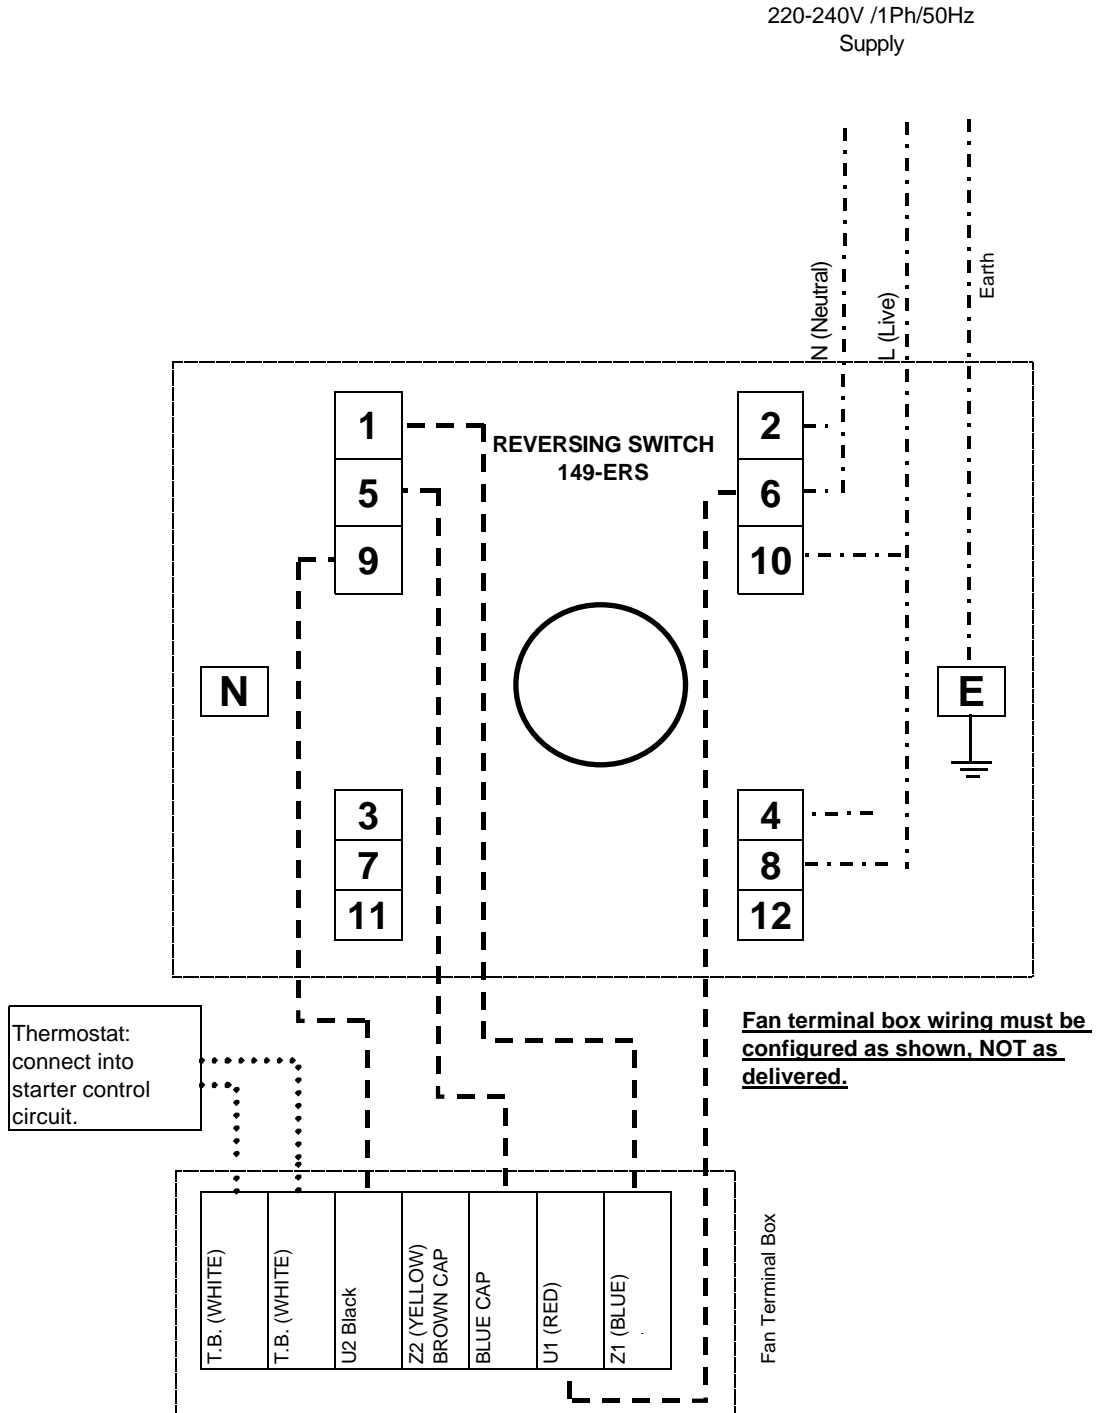 220-240V /1Ph/50Hz
Supply
N (Neutral)
L (Live)
Earth
1
5
9
REVERSING SWITCH
149-ERS
2
6
10
N
E
3
7
11
4
8
12
Thermostat:
connect into
starter control
circuit.
Fan terminal box wiring must be
configured as shown, NOT as
delivered.
T.B. (WHITE)
T.B. (WHITE)
U2 Black
Z2 (YELLOW)
BROWN CAP
BLUE CAP
U1 (RED)
Z1 (BLUE)
Fan Terminal Box